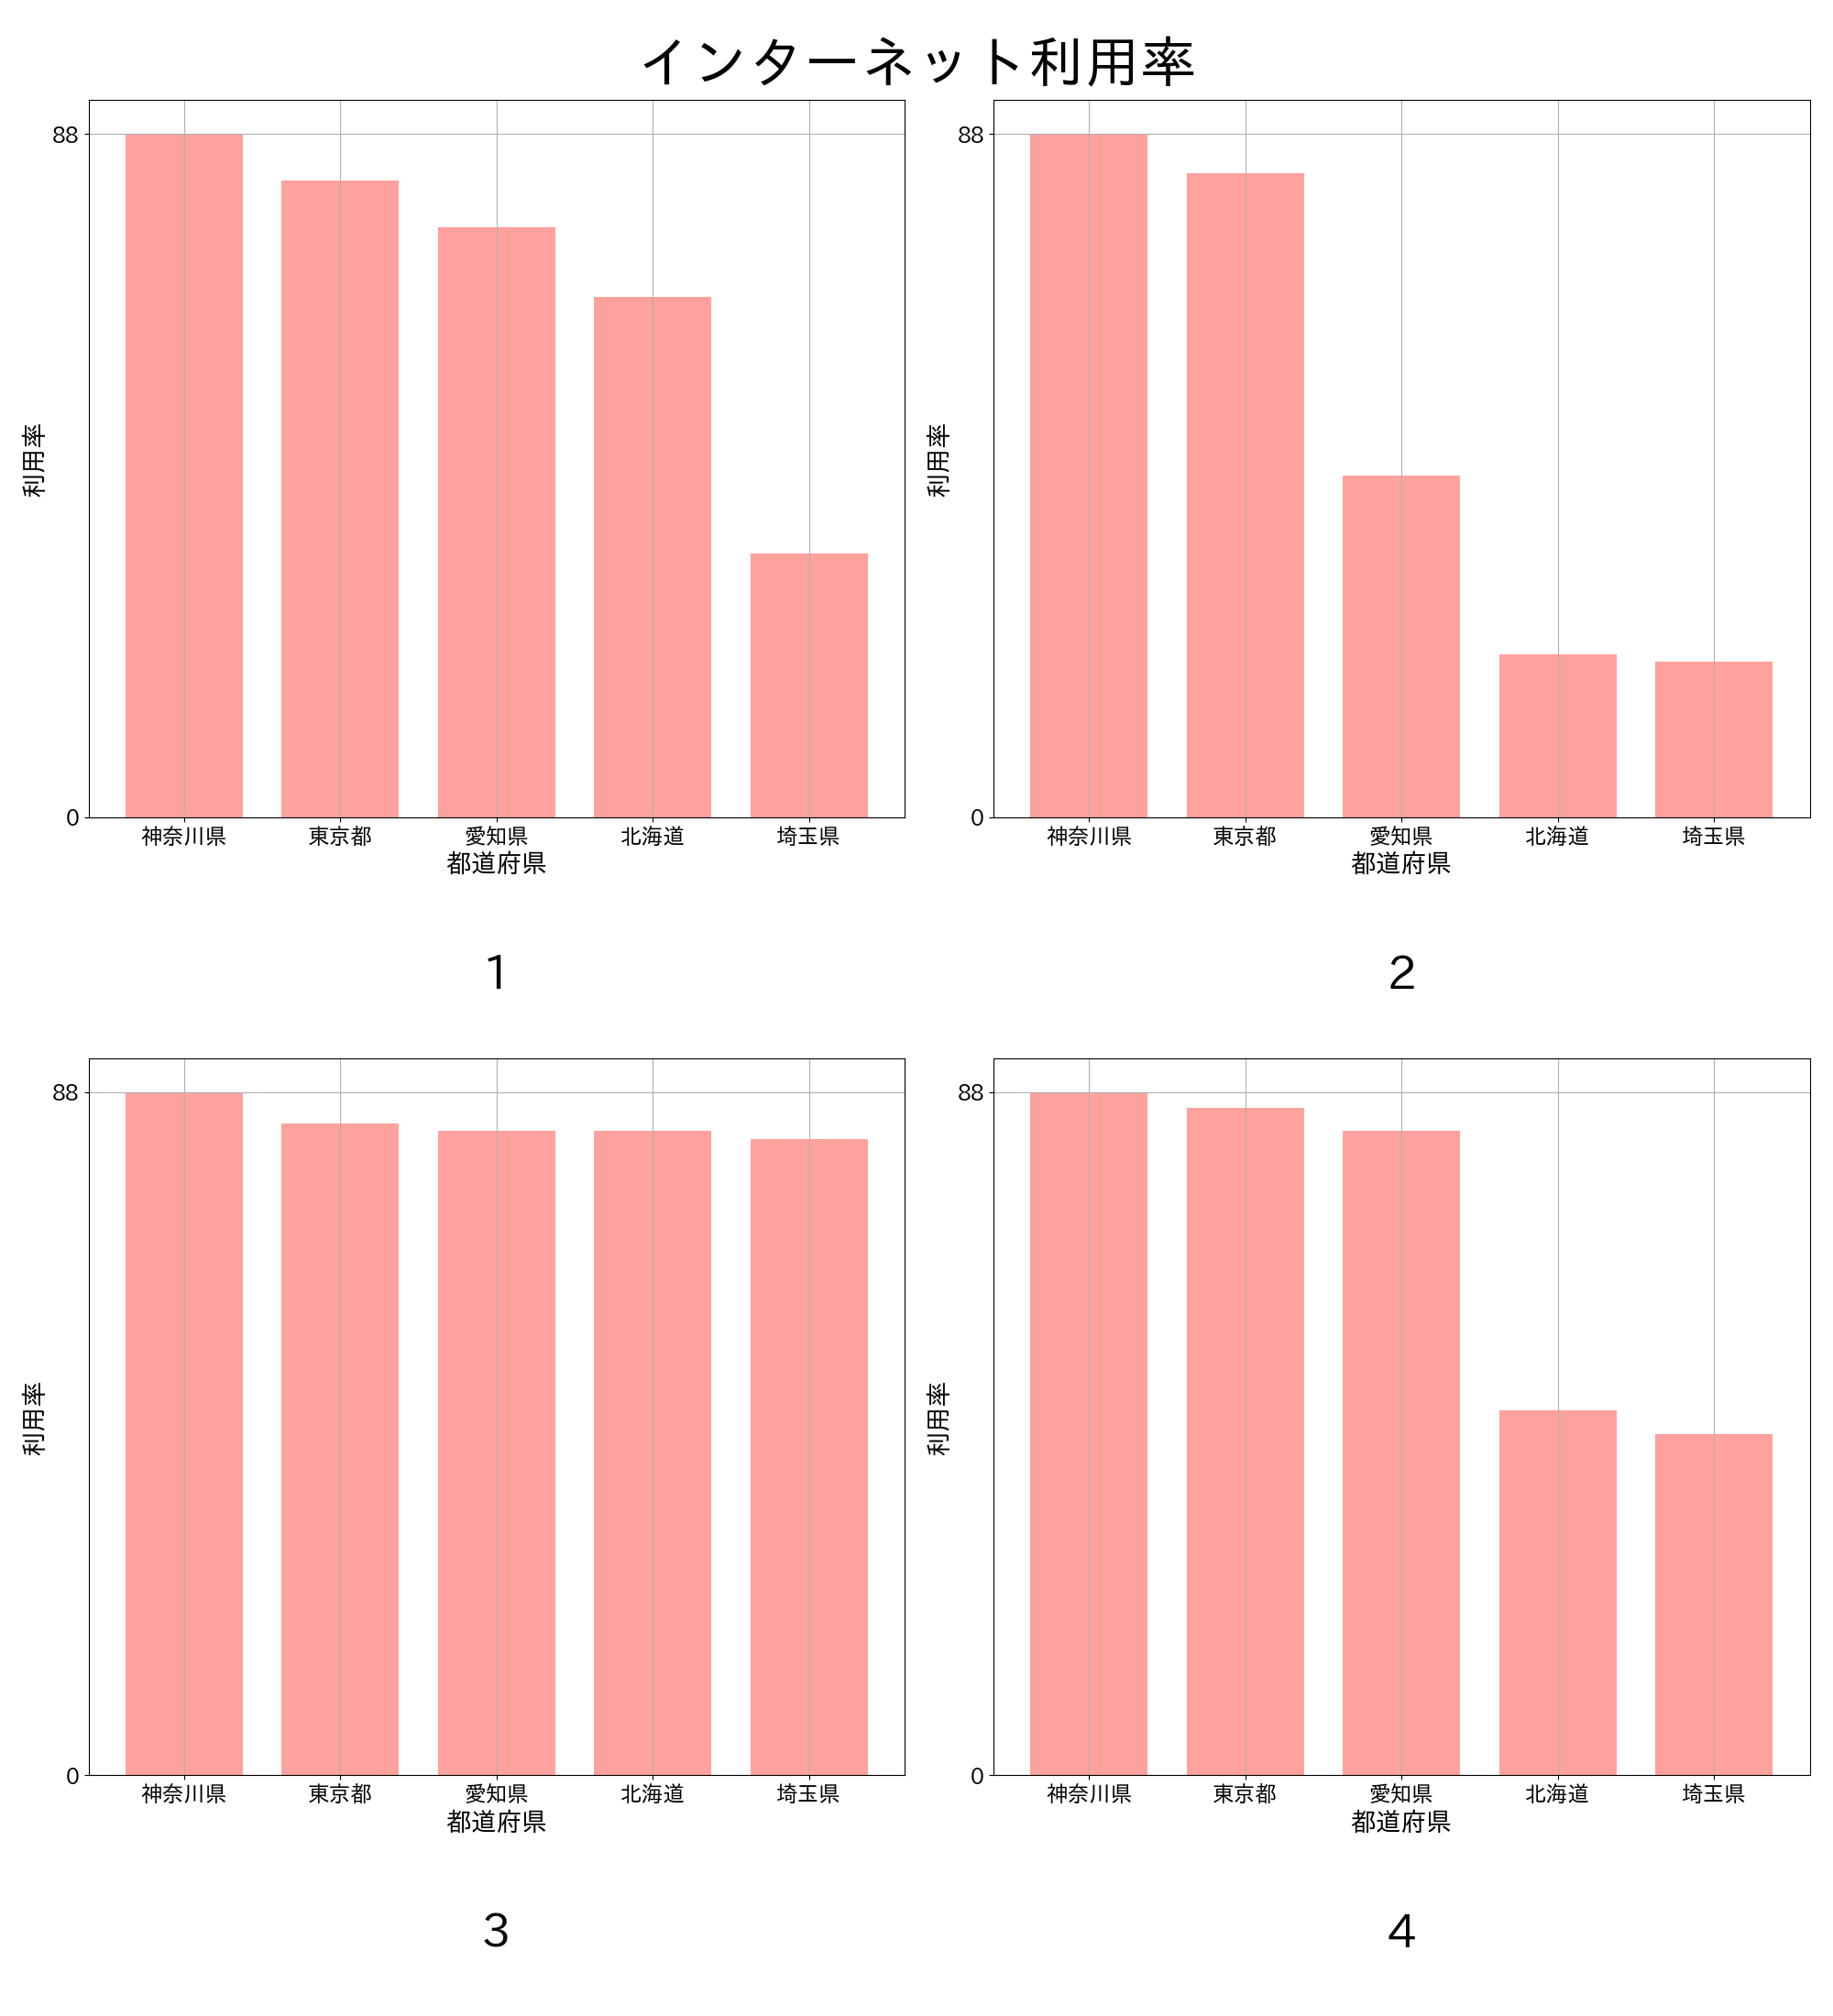 インターネット利用率
88
0
利用率
神奈川県 東京都 愛知県 北海道 埼玉県
都道府県
1
88
0
利用率
神奈川県 東京都 愛知県 北海道 埼玉県
都道府県
2
88
0
利用率
神奈川県 東京都 愛知県 北海道 埼玉県
都道府県
3
88
0
利用率
神奈川県 東京都 愛知県 北海道 埼玉県
都道府県
4